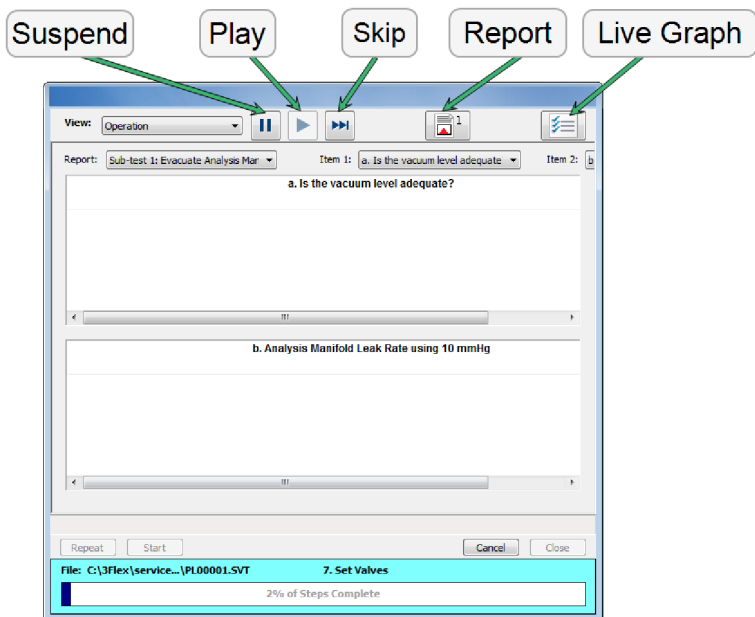 Suspend Play Skip Report Live Graph
View: Operation 1
Report: Sub-test 1: Evacuate Analysis Mar Item 1: a. Is the vacuum level adequate Item 2: b
a. Is the vacuum level adequate?
b. Analysis Manifold Leak Rate using 10 mmHg
Repeat Start Cancel Close
File: C:\3Flex\service...\PL00001.SVT 7. Set Valves
2% of Steps Complete